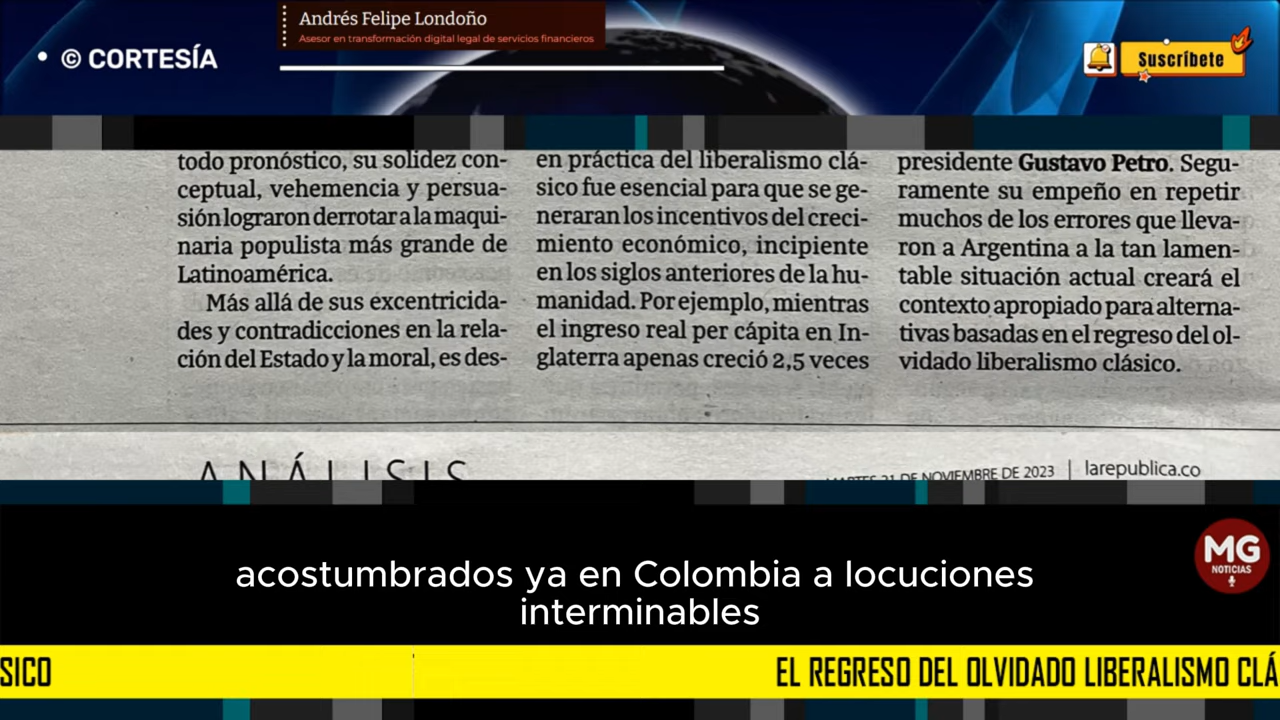 Andrés Felipe Londoño
Asesor en transformación digital legal de servicios financieros
• © CORTESÍA
Suscríbete
todo pronóstico, su solidez con-
ceptual, vehemencia y persua-
sión lograron derrotar a la maqui-
naria populista más grande de
Latinoamérica.
Más allá de sus excentricida-
des y contradicciones en la rela-
ción del Estado y la moral, es des-
en práctica del liberalismo clá-
sico fue esencial para que se ge-
neraran los incentivos del creci-
miento económico, incipiente
en los siglos anteriores de la hu-
manidad. Por ejemplo, mientras
el ingreso real per cápita en In-
glaterra apenas creció 2,5 veces
presidente Gustavo Petro. Segu-
ramente su empeño en repetir
muchos de los errores que lleva-
ron a Argentina a la tan lamen-
table situación actual creará el
contexto apropiado para alterna-
tivas basadas en el regreso del ol-
vidado liberalismo clásico.
ANÁLISIS
MARTES 21 DE NOVIEMBRE DE 2023 | larepublica.co
MG
NOTICIAS
acostumbrados ya en Colombia a locuciones
interminables
SICO
EL REGRESO DEL OLVIDADO LIBERALISMO CLÁ